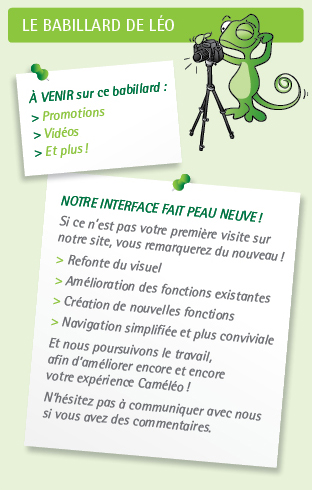 LE BABILLARD DE LÉO
À VENIR sur ce babillard :
> Promotions
> Vidéos
> Et plus !
NOTRE INTERFACE FAIT PEAU NEUVE !
Si ce n'est pas votre première visite sur
notre site, vous remarquerez du nouveau !
> Refonte du visuel
> Amélioration des fonctions existantes
> Création de nouvelles fonctions
> Navigation simplifiée et plus conviviale
Et nous poursuivons le travail,
afin d'améliorer encore et encore
votre expérience Caméléo !
N'hésitez pas à communiquer avec nous
si vous avez des commentaires.